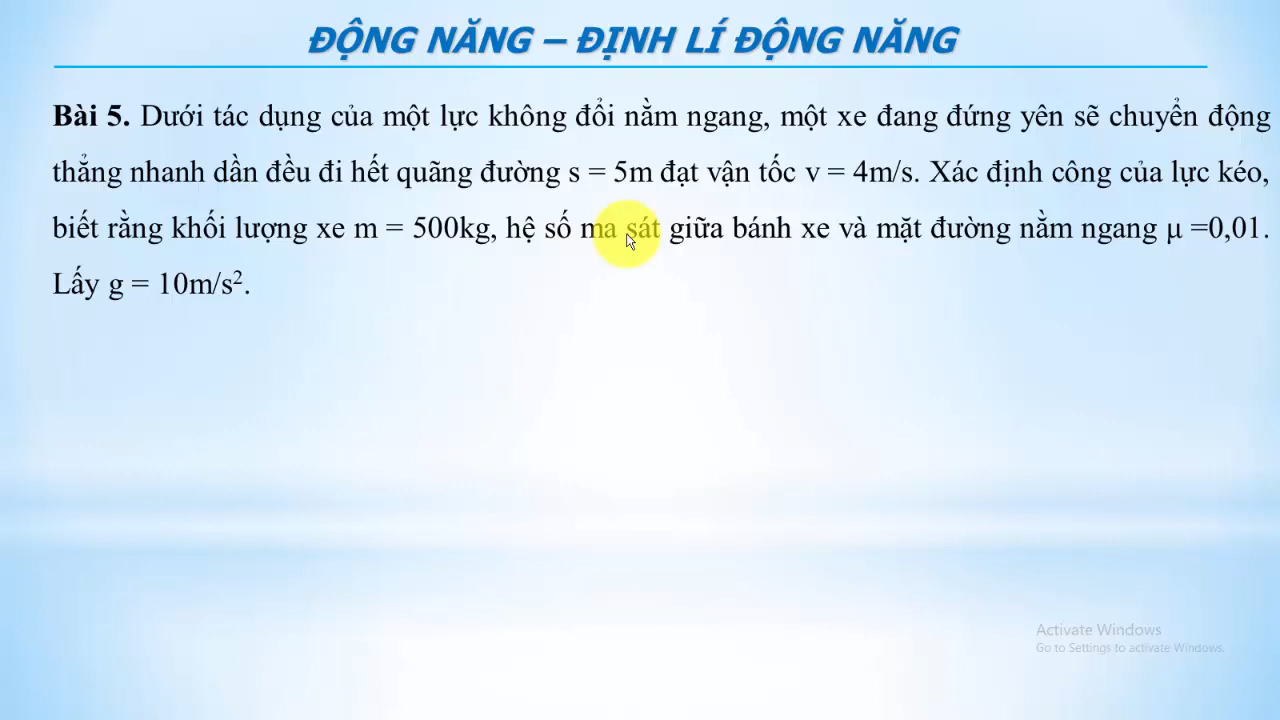 ĐỘNG NĂNG – ĐỊNH LÍ ĐỘNG NĂNG
Bài 5. Dưới tác dụng của một lực không đổi nằm ngang, một xe đang đứng yên sẽ chuyển động
thẳng nhanh dần đều đi hết quãng đường s = 5m đạt vận tốc v = 4m/s. Xác định công của lực kéo,
biết rằng khối lượng xe m = 500kg, hệ số ma sát giữa bánh xe và mặt đường nằm ngang μ =0,01.
Lấy g = 10m/s².
Activate Windows
Go to Settings to activate Windows.